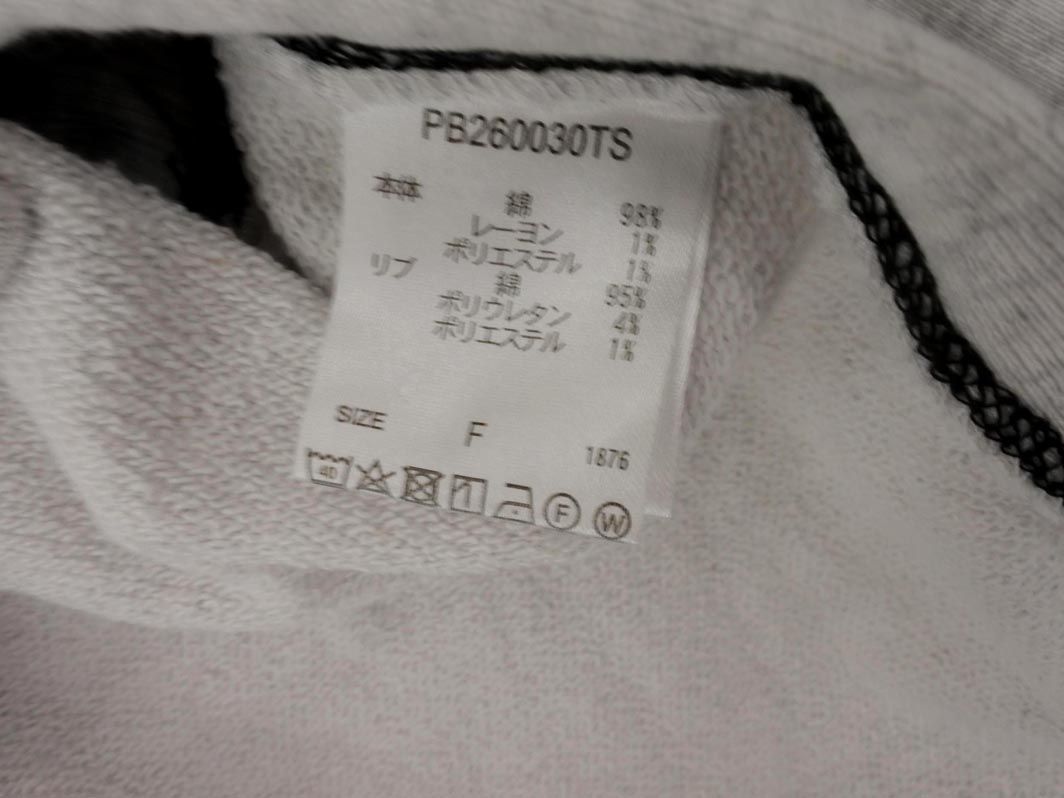 PB260030TS
本体 綿 98%
レーヨン 1%
ポリエステル 1%
リブ 綿 95%
ポリウレタン 4%
ポリエステル 1%
SIZE F 1876
40 F W